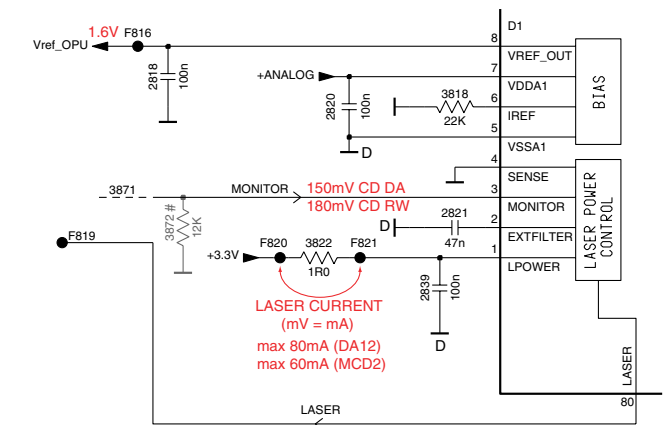 1.6V F816
Vref_OPU
2818
100n
+ANALOG
2820
100n
D
3818
22K
D1
8
VREF_OUT
7
VDDA1
6
IREF
5
VSSA1
BIAS
4
SENSE
3
MONITOR
2
EXTFILTER
1
LPOWER
LASER POWER
CONTROL
3871
MONITOR
150mV CD DA
180mV CD RW
3872 #
12K
D
2821
47n
F819
+3.3V
F820 3822 F821
1R0
2839
100n
D
LASER CURRENT
(mV = mA)
max 80mA (DA12)
max 60mA (MCD2)
LASER
80
LASER